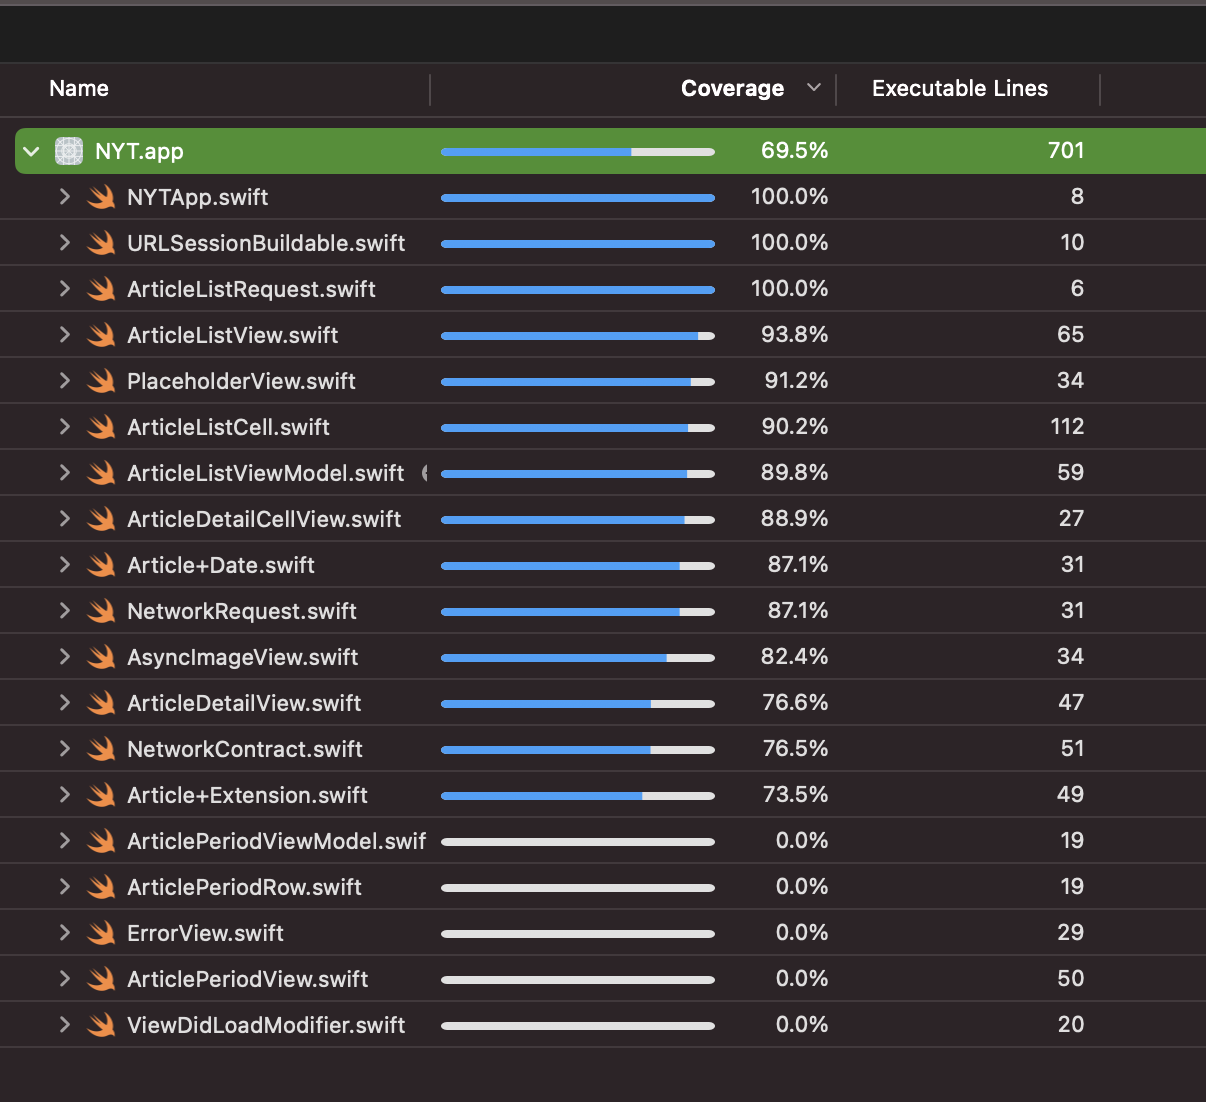 Name Coverage Executable Lines
NYT.app 69.5% 701
NYTApp.swift 100.0% 8
URLSessionBuildable.swift 100.0% 10
ArticleListRequest.swift 100.0% 6
ArticleListView.swift 93.8% 65
PlaceholderView.swift 91.2% 34
ArticleListCell.swift 90.2% 112
ArticleListViewModel.swift 89.8% 59
ArticleDetailCellView.swift 88.9% 27
Article+Date.swift 87.1% 31
NetworkRequest.swift 87.1% 31
AsyncImageView.swift 82.4% 34
ArticleDetailView.swift 76.6% 47
NetworkContract.swift 76.5% 51
Article+Extension.swift 73.5% 49
ArticlePeriodViewModel.swif 0.0% 19
ArticlePeriodRow.swift 0.0% 19
ErrorView.swift 0.0% 29
ArticlePeriodView.swift 0.0% 50
ViewDidLoadModifier.swift 0.0% 20